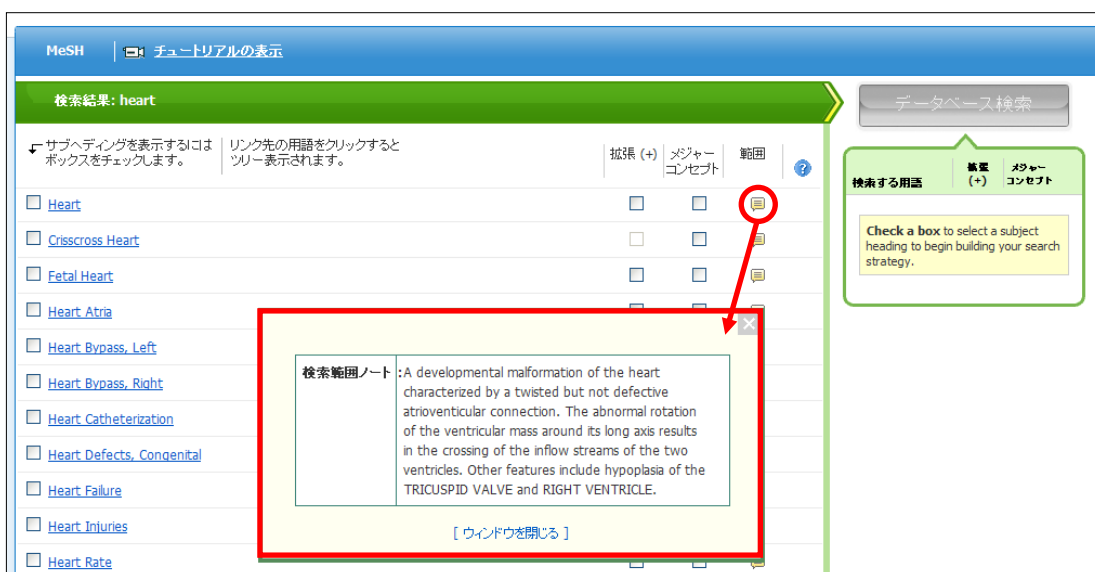 MeSH チュートリアルの表示
検索結果: heart
データベース検索
サブヘディングを表示するには
ボックスをチェックします。
リンク先の用語をクリックすると
ツリー表示されます。
拡張 (+)
メジャー
コンセプト
範囲
検索する用語
拡張
(+)
メジャー
コンセプト
Heart
Crisscross Heart
Fetal Heart
Heart Atria
Heart Bypass, Left
Heart Bypass, Right
Heart Catheterization
Heart Defects, Congenital
Heart Failure
Heart Injuries
Heart Rate
Check a box to select a subject
heading to begin building your search
strategy.
検索範囲ノート :A developmental malformation of the heart
characterized by a twisted but not defective
atrioventicular connection. The abnormal rotation
of the ventricular mass around its long axis results
in the crossing of the inflow streams of the two
ventricles. Other features include hypoplasia of the
TRICUSPID VALVE and RIGHT VENTRICLE.
[ ウィンドウを閉じる ]